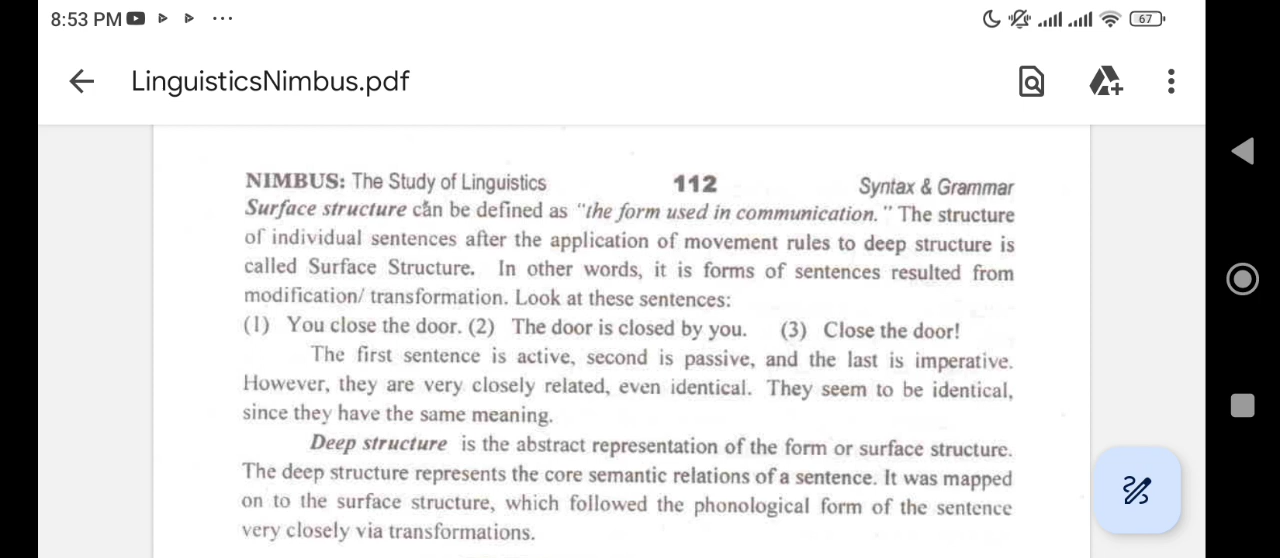 8:53 PM
67
LinguisticsNimbus.pdf
NIMBUS: The Study of Linguistics 112 Syntax & Grammar
Surface structure căn be defined as "the form used in communication." The structure
of individual sentences after the application of movement rules to deep structure is
called Surface Structure. In other words, it is forms of sentences resulted from
modification/ transformation. Look at these sentences:
(1) You close the door. (2) The door is closed by you. (3) Close the door!
The first sentence is active, second is passive, and the last is imperative.
However, they are very closely related, even identical. They seem to be identical,
since they have the same meaning.
Deep structure is the abstract representation of the form or surface structure.
The deep structure represents the core semantic relations of a sentence. It was mapped
on to the surface structure, which followed the phonological form of the sentence
very closely via transformations.